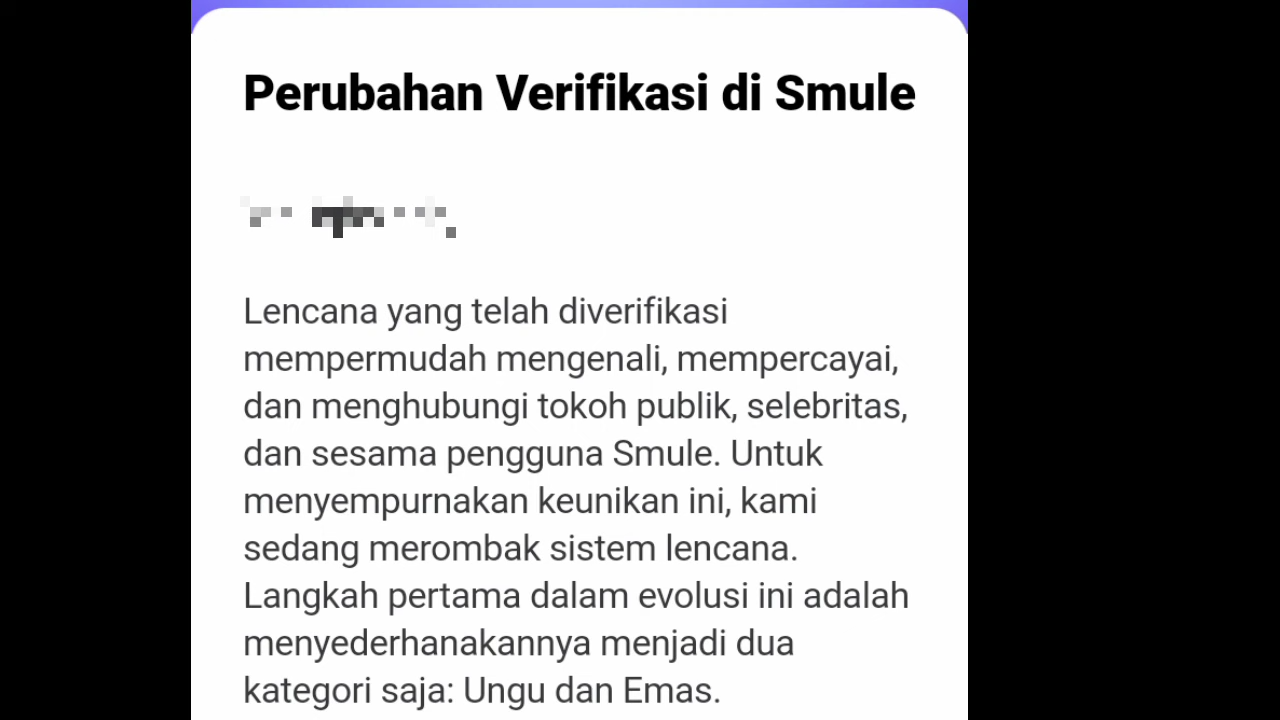 Perubahan Verifikasi di Smule
Lencana yang telah diverifikasi
mempermudah mengenali, mempercayai,
dan menghubungi tokoh publik, selebritas,
dan sesama pengguna Smule. Untuk
menyempurnakan keunikan ini, kami
sedang merombak sistem lencana.
Langkah pertama dalam evolusi ini adalah
menyederhanakannya menjadi dua
kategori saja: Ungu dan Emas.